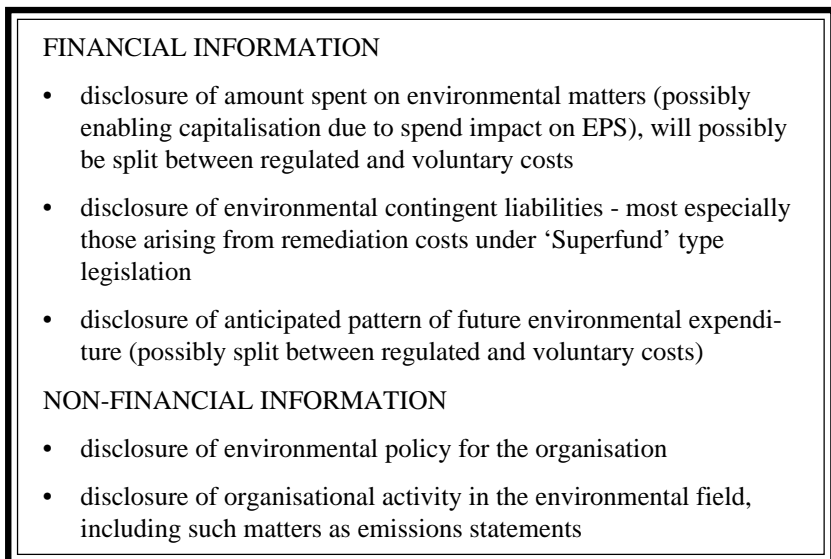 FINANCIAL INFORMATION
• disclosure of amount spent on environmental matters (possibly
enabling capitalisation due to spend impact on EPS), will possibly
be split between regulated and voluntary costs
• disclosure of environmental contingent liabilities - most especially
those arising from remediation costs under ‘Superfund’ type
legislation
• disclosure of anticipated pattern of future environmental expendi-
ture (possibly split between regulated and voluntary costs)
NON-FINANCIAL INFORMATION
• disclosure of environmental policy for the organisation
• disclosure of organisational activity in the environmental field,
including such matters as emissions statements